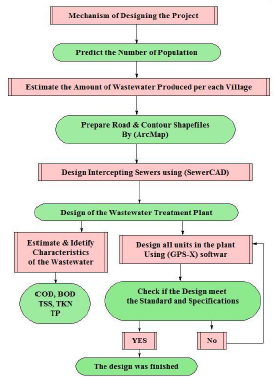 Mechanism of Designing the Project
Predict the Number of Population
Estimate the Amount of Wastewater Produced per each Village
Prepare Road & Contour Shapefiles
By (ArcMap)
Design Intercepting Sewers using (SewerCAD)
Design of the Wastewater Treatment Plant
Estimate & Idetify
Characteristics
of the Wastewater
Design all units in the plant
Using (GPS-X) softwar
COD, BOD
TSS, TKN
TP
Check if the Design meet
the Standard and Specifications
YES
No
The design was finished